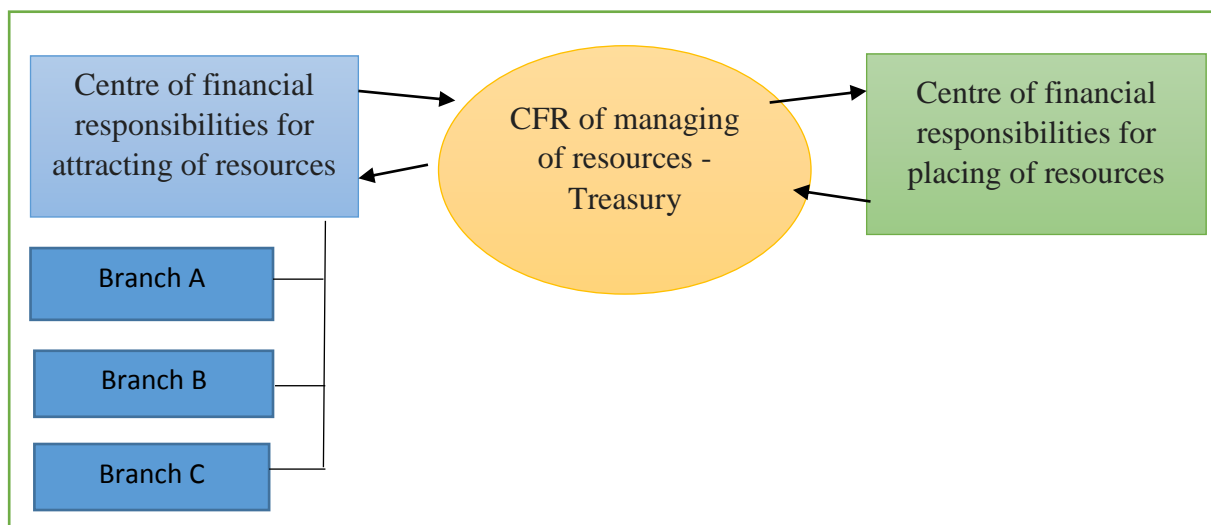 Centre of financial
responsibilities for
attracting of resources
CFR of managing
of resources -
Treasury
Centre of financial
responsibilities for
placing of resources
Branch A
Branch B
Branch C